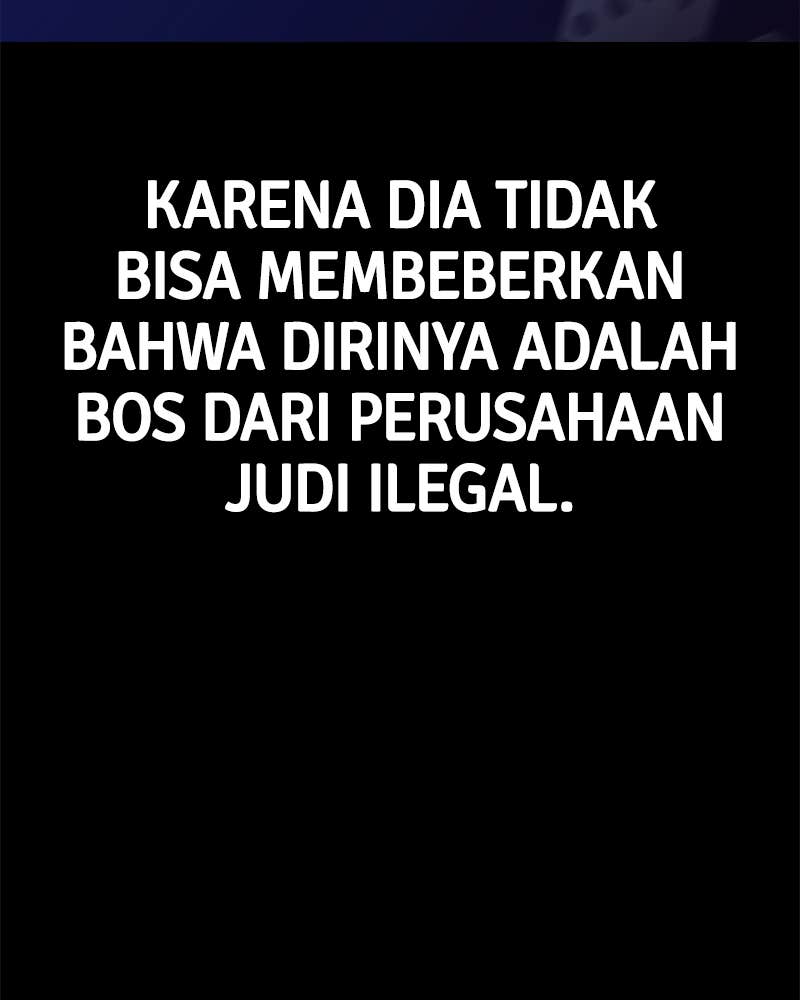 KARENA DIA TIDAK
BISA MEMBEBERKAN
BAHWA DIRINYA ADALAH
BOS DARI PERUSAHAAN
JUDI ILEGAL.